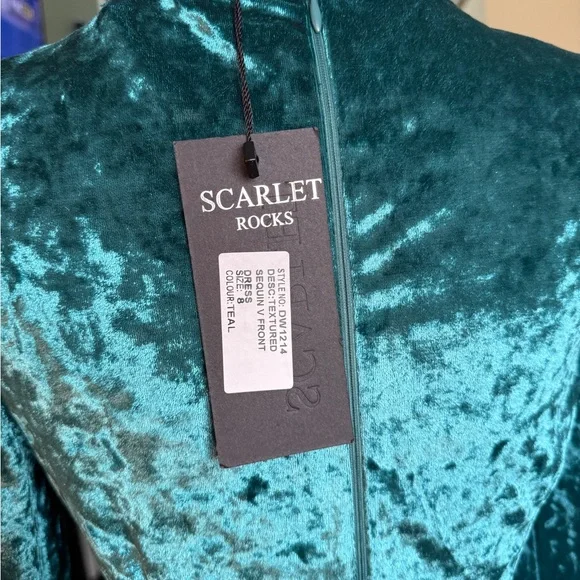 SCARLET
ROCKS
STYLE NO: DW1214
DESC:TEXTURED
SEQUIN V FRONT
DRESS
SIZE: 8
COLOUR:TEAL